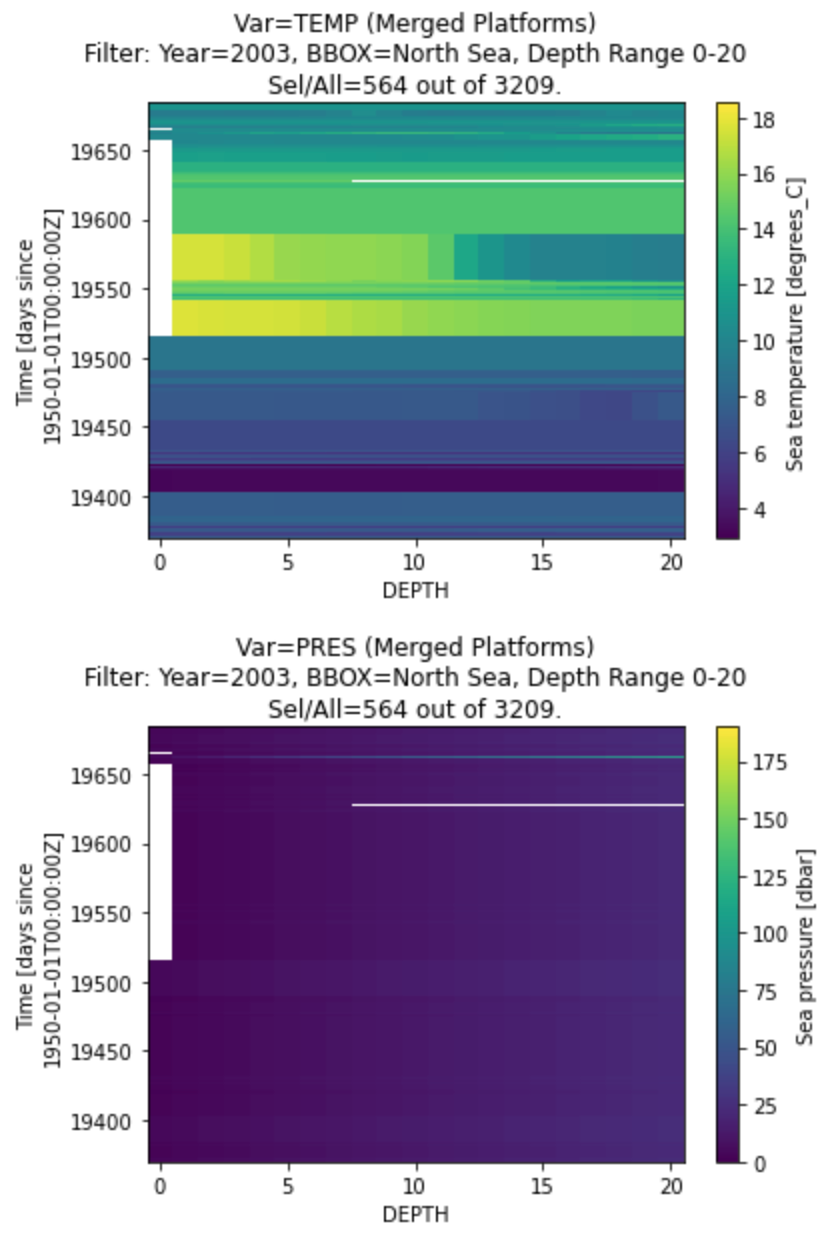 Var=TEMP (Merged Platforms)
Filter: Year=2003, BBOX=North Sea, Depth Range 0-20
Sel/All=564 out of 3209.
19650
19600
19550
19500
19450
19400
Time [days since
1950-01-01T00:00:00Z]
0 5 10 15 20
DEPTH
18
16
14
12
10
8
6
4
Sea temperature [degrees_C]
Var=PRES (Merged Platforms)
Filter: Year=2003, BBOX=North Sea, Depth Range 0-20
Sel/All=564 out of 3209.
19650
19600
19550
19500
19450
19400
Time [days since
1950-01-01T00:00:00Z]
0 5 10 15 20
DEPTH
175
150
125
100
75
50
25
0
Sea pressure [dbar]